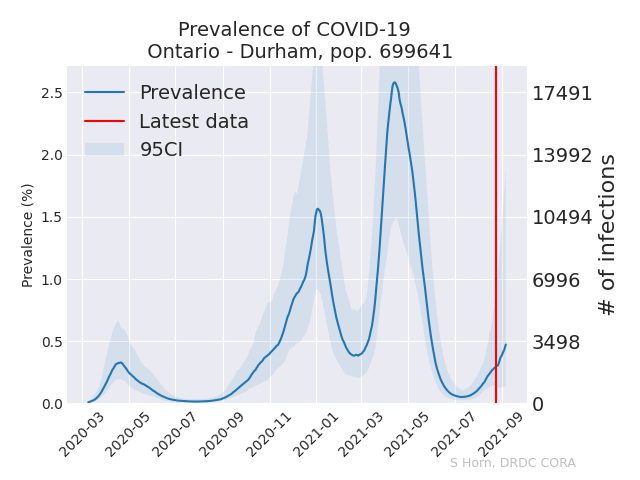 Prevalence of COVID-19
Ontario - Durham, pop. 699641
Prevalence
Latest data
95CI
Prevalence (%)
2.5
2.0
1.5
1.0
0.5
0.0
17491
13992
10494
6996
3498
0
# of infections
2020-03
2020-05
2020-07
2020-09
2020-11
2021-01
2021-03
2021-05
2021-07
2021-09
S Horn, DRDC CORA